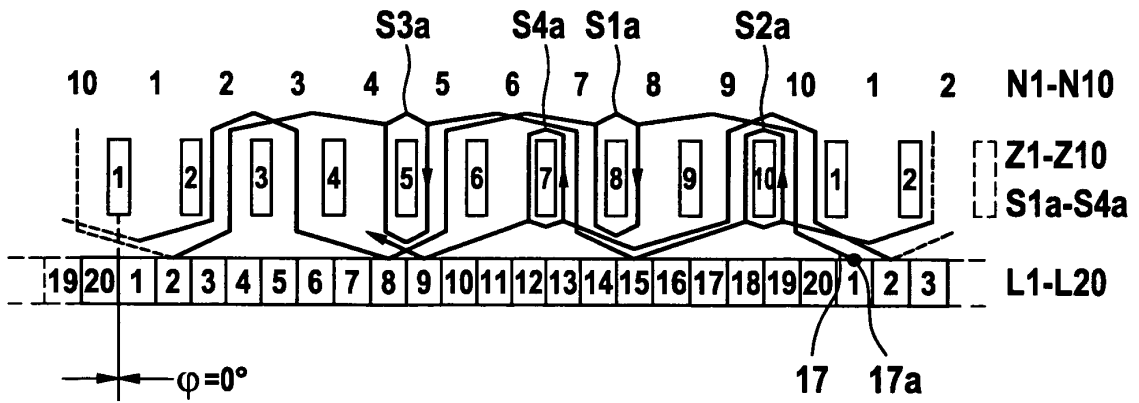 S3a S4a S1a S2a
10 1 2 3 4 5 6 7 8 9 10 1 2 N1-N10
1 2 3 4 5 6 7 8 9 10 1 2 Z1-Z10
S1a-S4a
19 20 1 2 3 4 5 6 7 8 9 10 11 12 13 14 15 16 17 18 19 20 1 2 3 L1-L20
φ=0° 17 17a